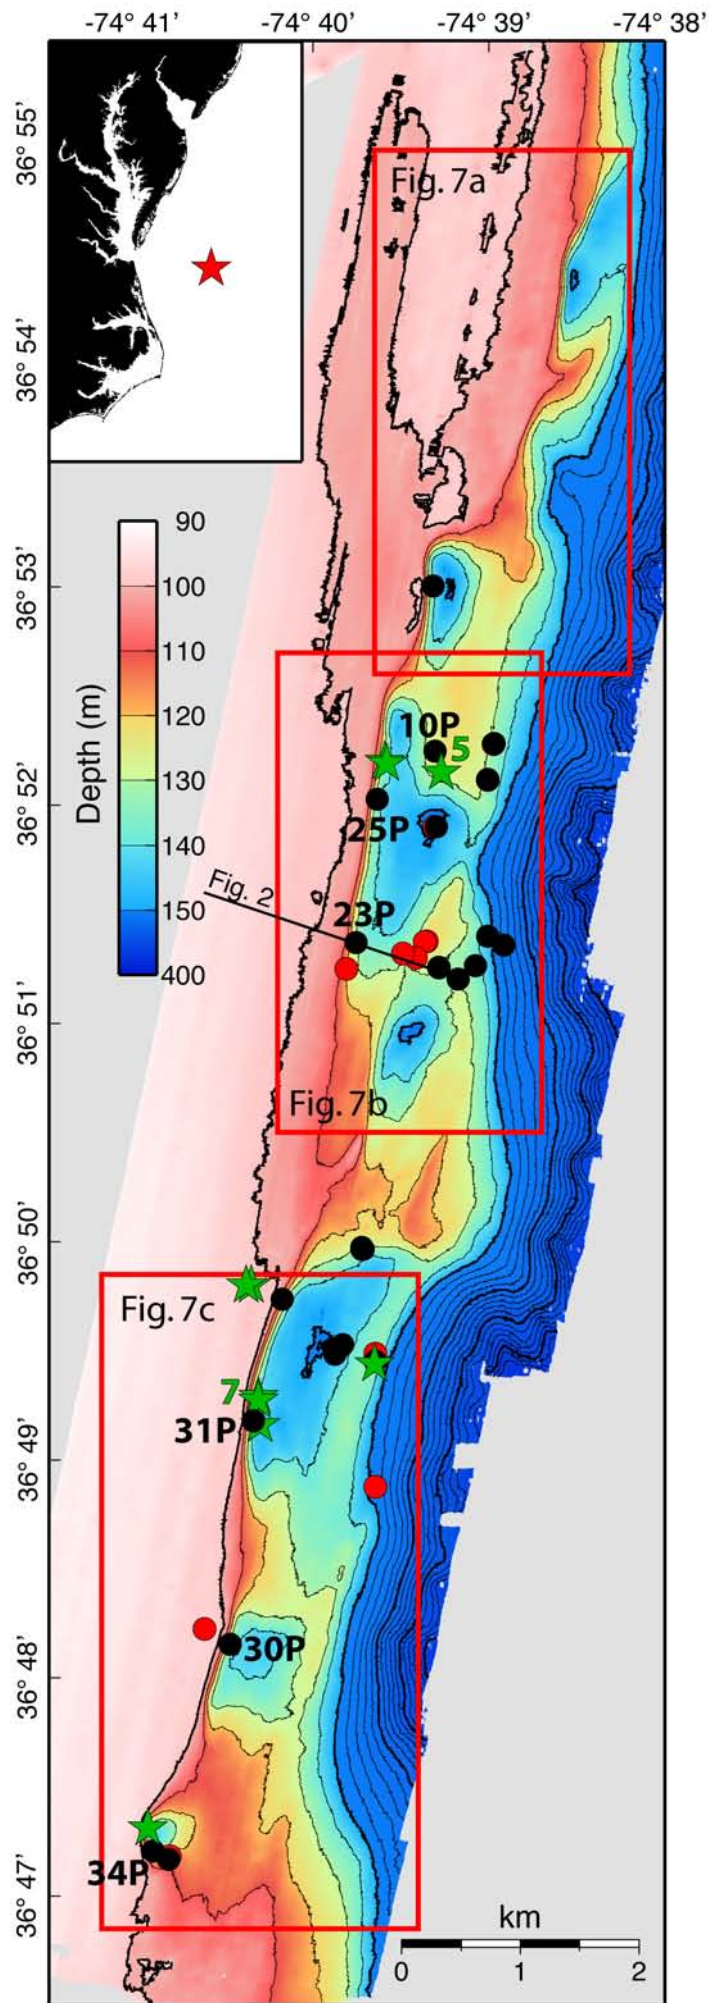 -74° 41’ -74° 40’ -74° 39’ -74° 38’
36° 55’
Fig. 7a
36° 54’
90
100
110
120
130
140
150
400
Depth (m)
36° 53’
10P
5
36° 52’
25P
Fig. 2
23P
36° 51’
Fig. 7b
36° 50’
Fig. 7c
7
31P
36° 49’
30P
36° 48’
34P
36° 47’
km
0 1 2